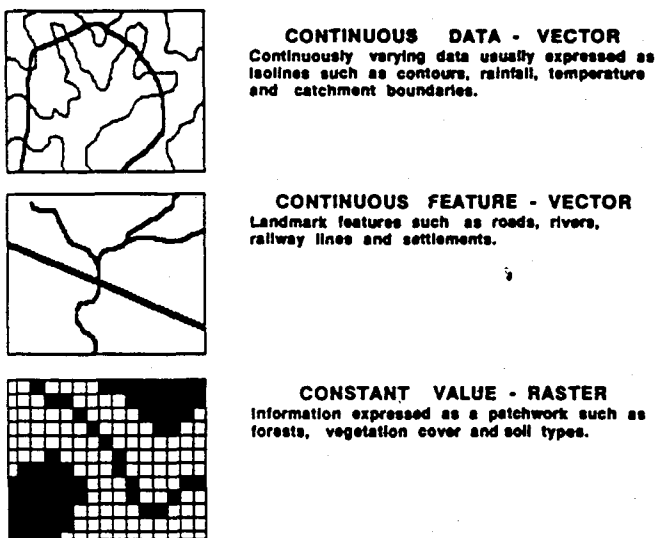 CONTINUOUS DATA - VECTOR
Continuously varying data usually expressed as
isolines such as contours, rainfall, temperature
and catchment boundaries.
CONTINUOUS FEATURE - VECTOR
Landmark features such as roads, rivers,
railway lines and settlements.
CONSTANT VALUE - RASTER
Information expressed as a patchwork such as
forests, vegetation cover and soil types.